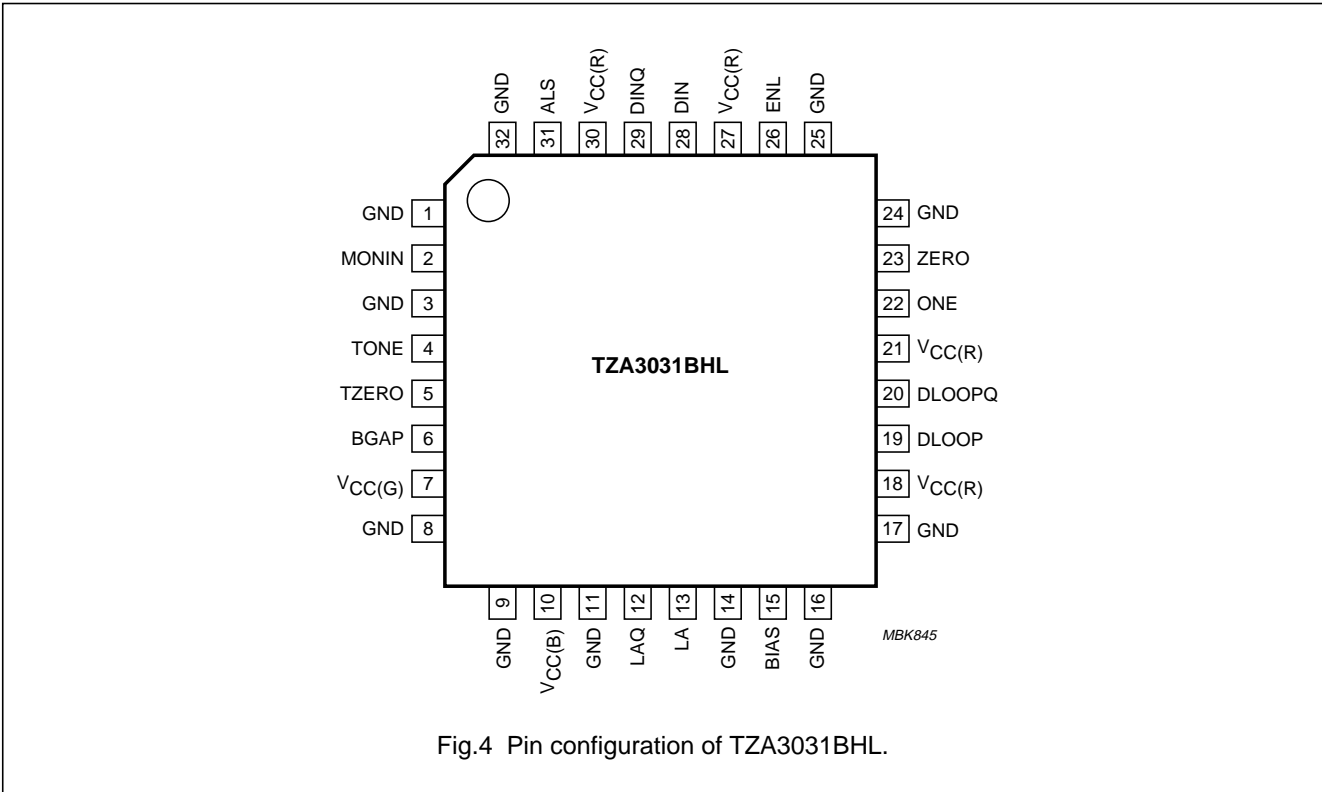 GND
ALS
VCC(R)
DINQ
DIN
VCC(R)
ENL
GND
32
31
30
29
28
27
26
25
GND 1
MONIN 2
GND 3
TONE 4
TZERO 5
BGAP 6
VCC(G) 7
GND 8
TZA3031BHL
24 GND
23 ZERO
22 ONE
21 VCC(R)
20 DLOOPQ
19 DLOOP
18 VCC(R)
17 GND
9
10
11
12
13
14
15
16
GND
VCC(B)
GND
LAQ
LA
GND
BIAS
GND
MBK845
Fig.4 Pin configuration of TZA3031BHL.